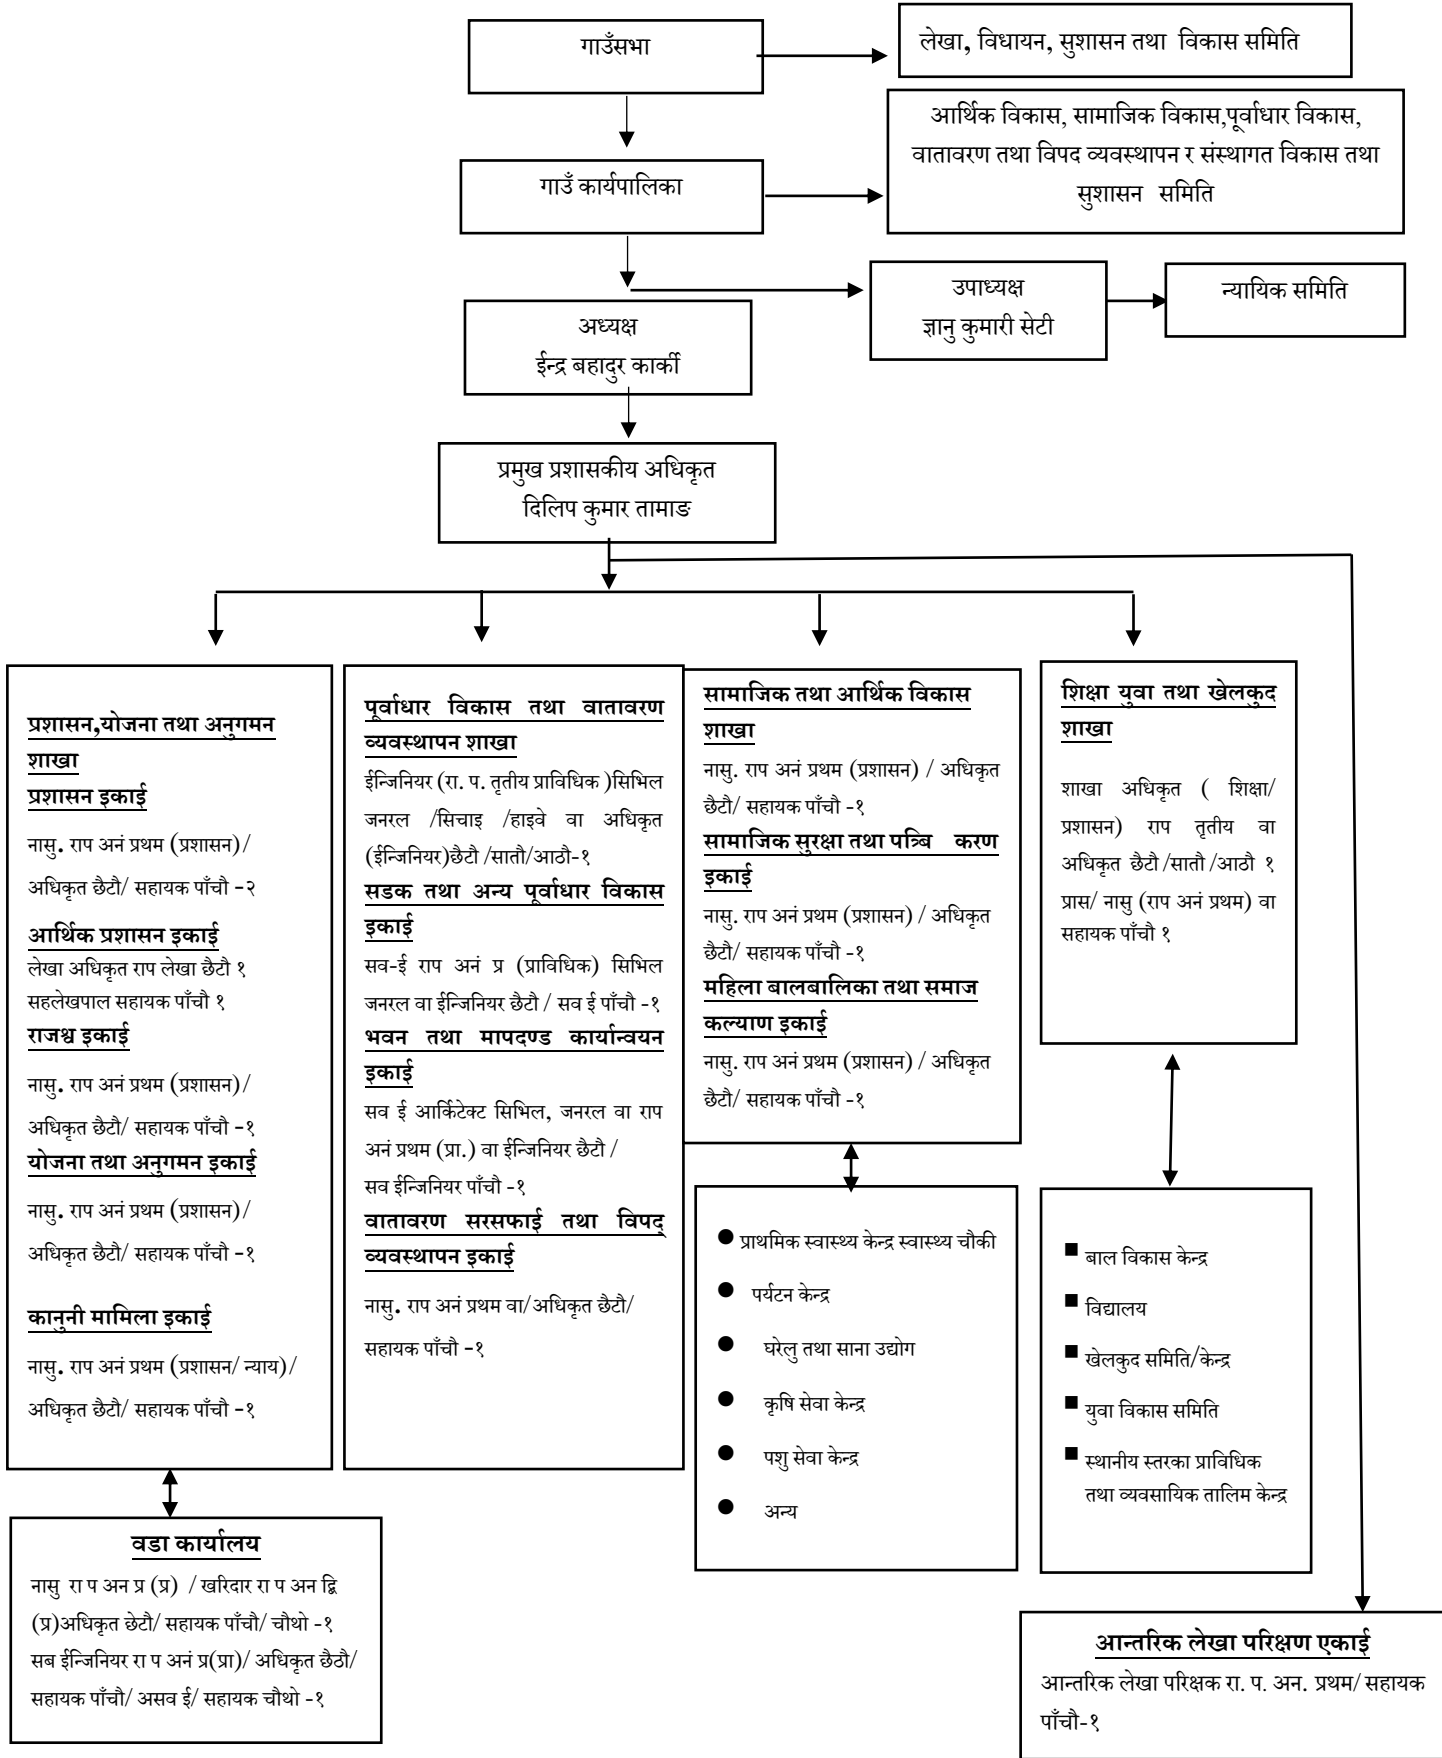 गाउँसभा
लेखा, विधायन, सुशासन तथा विकास समिति
गाउँ कार्यपालिका
आर्थिक विकास, सामाजिक विकास,पूर्वाधार विकास,
वातावरण तथा विपद व्यवस्थापन र संस्थागत विकास तथा
सुशासन समिति
अध्यक्ष
ईन्द्र बहादुर कार्की
उपाध्यक्ष
ज्ञानु कुमारी सेटी
न्यायिक समिति
प्रमुख प्रशासकीय अधिकृत
दिलिप कुमार तामाङ
प्रशासन,योजना तथा अनुगमन
शाखा
प्रशासन इकाई
नासु. राप अनं प्रथम (प्रशासन)/
अधिकृत छैटौ/ सहायक पाँचौ -२
आर्थिक प्रशासन इकाई
लेखा अधिकृत राप लेखा छैटौ १
सहलेखपाल सहायक पाँचौ १
राजश्व इकाई
नासु. राप अनं प्रथम (प्रशासन)/
अधिकृत छैटौ/ सहायक पाँचौ -१
योजना तथा अनुगमन इकाई
नासु. राप अनं प्रथम (प्रशासन)/
अधिकृत छैटौ/ सहायक पाँचौ -१
कानुनी मामिला इकाई
नासु. राप अनं प्रथम (प्रशासन/ न्याय)/
अधिकृत छैटौ/ सहायक पाँचौ -१
पूर्वाधार विकास तथा वातावरण
व्यवस्थापन शाखा
ईन्जिनियर (रा. प. तृतीय प्राविधिक )सिभिल
जनरल /सिचाइ /हाइवे वा अधिकृत
(ईन्जिनियर)छैटौ /सातौ/आठौ-१
सडक तथा अन्य पूर्वाधार विकास
इकाई
सव-ई राप अनं प्र (प्राविधिक) सिभिल
जनरल वा ईन्जिनियर छैटौ / सव ई पाँचौ -१
भवन तथा मापदण्ड कार्यान्वयन
इकाई
सव ई आर्किटेक्ट सिभिल, जनरल वा राप
अनं प्रथम (प्रा.) वा ईन्जिनियर छैटौ /
सव ईन्जिनियर पाँचौ -१
वातावरण सरसफाई तथा विपद्
व्यवस्थापन इकाई
नासु. राप अनं प्रथम वा/अधिकृत छैटौ/
सहायक पाँचौ -१
सामाजिक तथा आर्थिक विकास
शाखा
नासु. राप अनं प्रथम (प्रशासन) / अधिकृत
छैटौ/ सहायक पाँचौ -१
सामाजिक सुरक्षा तथा पञ्जि करण
इकाई
नासु. राप अनं प्रथम (प्रशासन) / अधिकृत
छैटौ/ सहायक पाँचौ -१
महिला बालबालिका तथा समाज
कल्याण इकाई
नासु. राप अनं प्रथम (प्रशासन) / अधिकृत
छैटौ/ सहायक पाँचौ -१
शिक्षा युवा तथा खेलकुद
शाखा
शाखा अधिकृत ( शिक्षा/
प्रशासन) राप तृतीय वा
अधिकृत छैटौ /सातौ /आठौ १
प्रास/ नासु (राप अनं प्रथम) वा
सहायक पाँचौ १
● प्राथमिक स्वास्थ्य केन्द्र स्वास्थ्य चौकी
● पर्यटन केन्द्र
● घरेलु तथा साना उद्योग
● कृषि सेवा केन्द्र
● पशु सेवा केन्द्र
● अन्य
■ बाल विकास केन्द्र
■ विद्यालय
■ खेलकुद समिति/केन्द्र
■ युवा विकास समिति
■ स्थानीय स्तरका प्राविधिक
तथा व्यवसायिक तालिम केन्द्र
वडा कार्यालय
नासु रा प अन प्र (प्र) / खरिदार रा प अन द्बि
(प्र)अधिकृत छेटौ/ सहायक पाँचौ/ चौथो -१
सब ईन्जिनियर रा प अनं प्र(प्रा)/ अधिकृत छैठौ/
सहायक पाँचौ/ असव ई/ सहायक चौथो -१
आन्तरिक लेखा परिक्षण एकाई
आन्तरिक लेखा परिक्षक रा. प. अन. प्रथम/ सहायक
पाँचौ-१